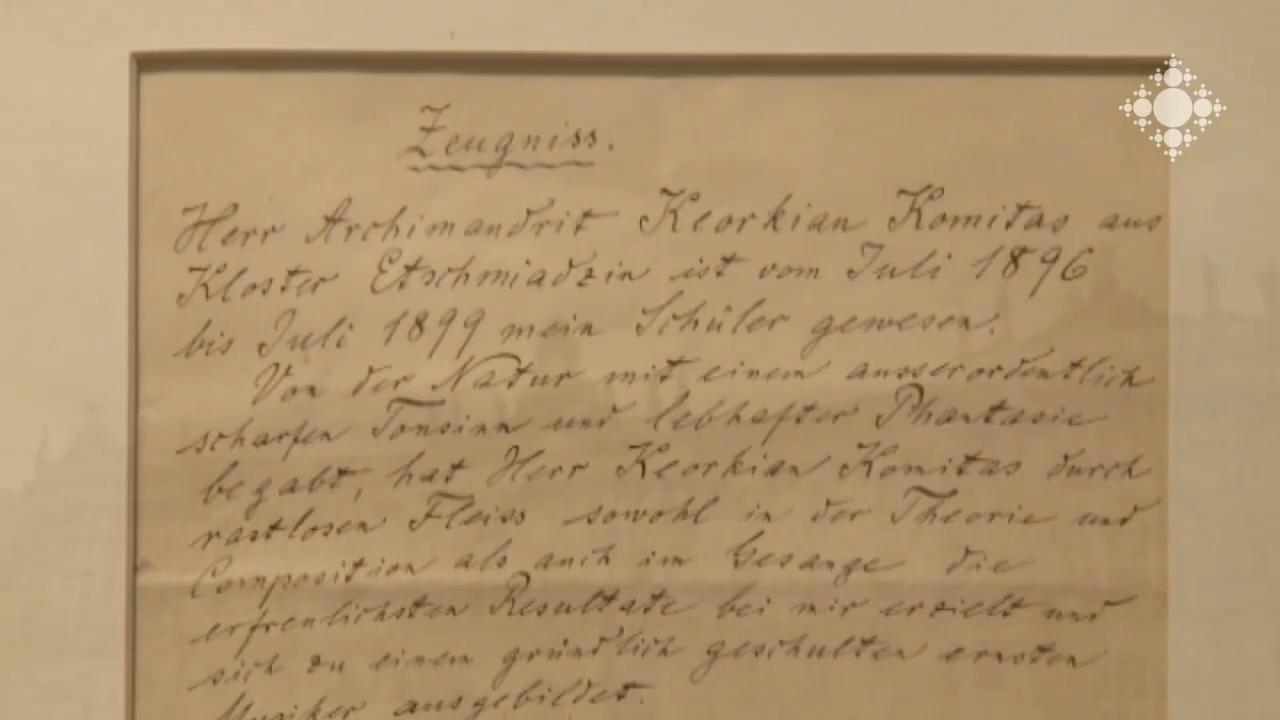 Zeugniss.
Herr Archimandrit Keorkian Komitas aus
Kloster Etschmiadzin ist vom Juli 1896
bis Juli 1899 mein Schüler gewesen.
Von der Natur mit einem ausserordentlich
scharfen Tonsinn und lebhafter Phantasie
begabt, hat Herr Keorkian Komitas durch
rastlosen Fleiss sowohl in der Theorie und
Composition als auch im Gesange die
erfreulichsten Resultate bei mir erzielt und
sich zu einem gründlich geschulten ernsten
Musiker ausgebildet.